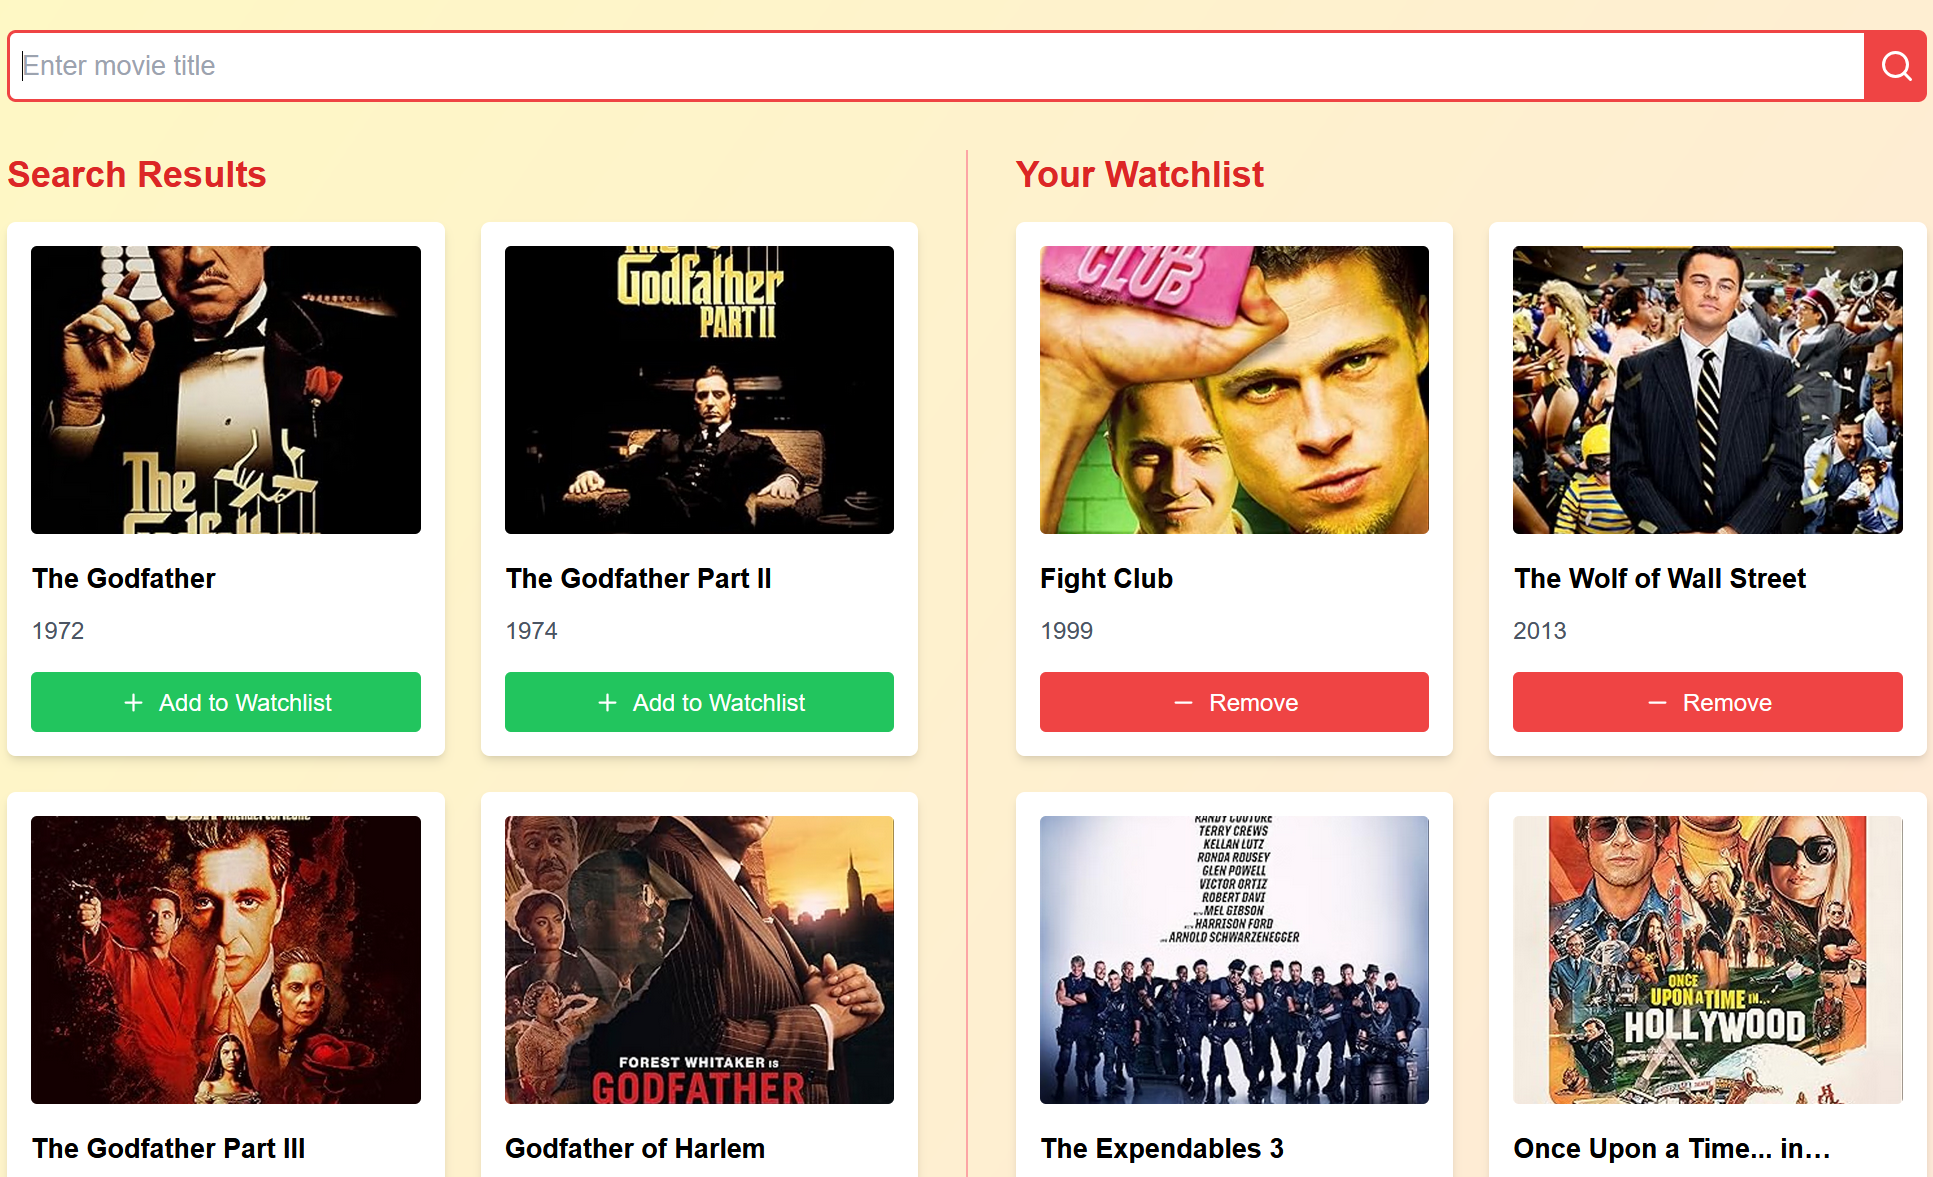 Enter movie title
Search Results
Your Watchlist
The
The Godfather
1972
Add to Watchlist
Godfather
PART II
The Godfather Part II
1974
Add to Watchlist
CLUB
Fight Club
1999
Remove
The Wolf of Wall Street
2013
Remove
The Godfather Part III
FOREST WHITAKER IS
GODFATHER
Godfather of Harlem
RANDY COUTURE
TERRY CREWS
KELLAN LUTZ
RONDA ROUSEY
GLEN POWELL
VICTOR ORTIZ
ROBERT DAVI
MEL GIBSON
HARRISON FORD
ARNOLD SCHWARZENEGGER
The Expendables 3
ONCE
UPON A TIME IN...
HOLLYWOOD
Once Upon a Time... in…